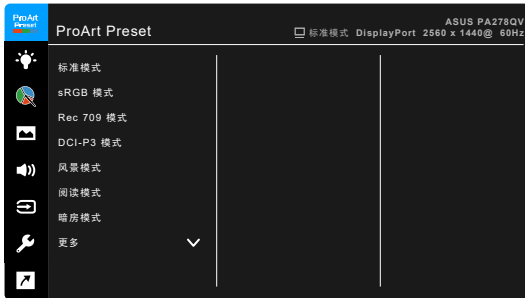 ProArt
Preset
ProArt Preset
ASUS PA278QV
标准模式 DisplayPort 2560 x 1440@ 60Hz
标准模式
sRGB 模式
Rec 709 模式
DCI-P3 模式
风景模式
阅读模式
暗房模式
更多